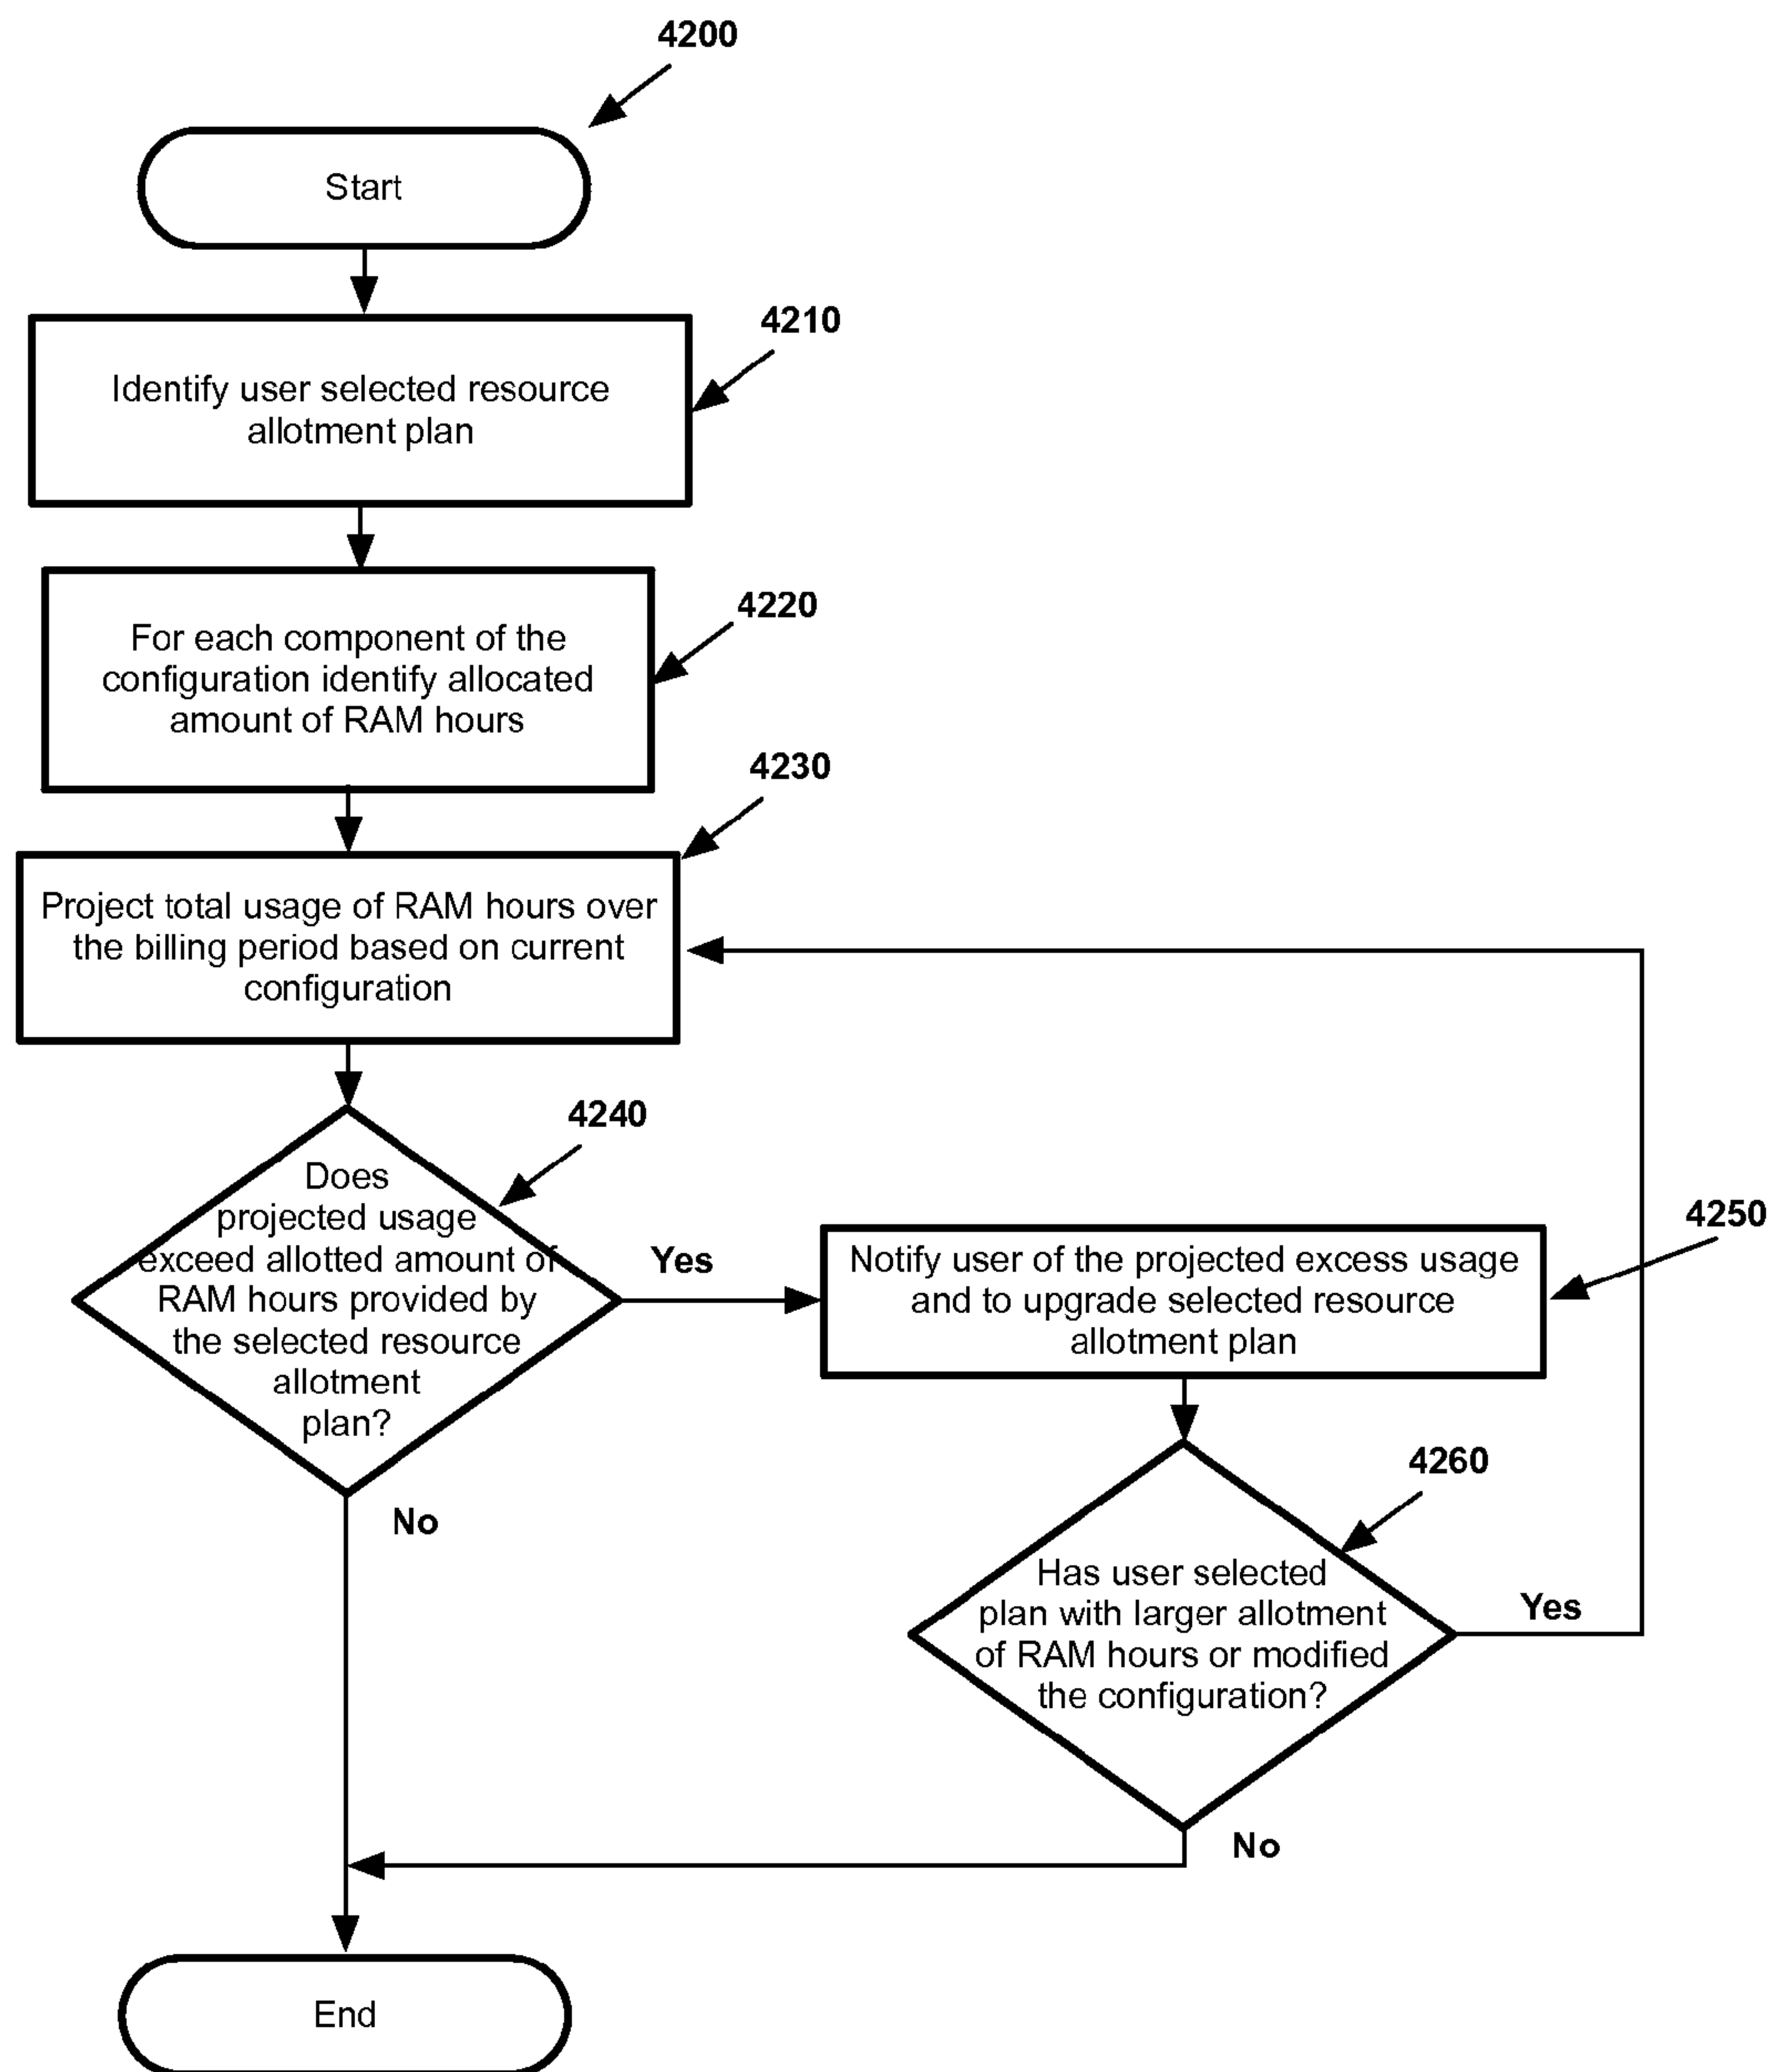 4200
Start
4210
Identify user selected resource
allotment plan
4220
For each component of the
configuration identify allocated
amount of RAM hours
4230
Project total usage of RAM hours over
the billing period based on current
configuration
4240
Does
projected usage
exceed allotted amount of
RAM hours provided by
the selected resource
allotment
plan?
Yes
No
4250
Notify user of the projected excess usage
and to upgrade selected resource
allotment plan
4260
Has user selected
plan with larger allotment
of RAM hours or modified
the configuration?
Yes
No
End